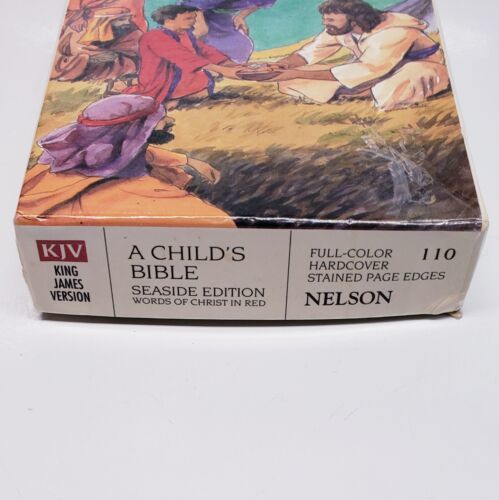 KJV
KING
JAMES
VERSION
A CHILD'S
BIBLE
SEASIDE EDITION
WORDS OF CHRIST IN RED
FULL-COLOR 110
HARDCOVER
STAINED PAGE EDGES
NELSON